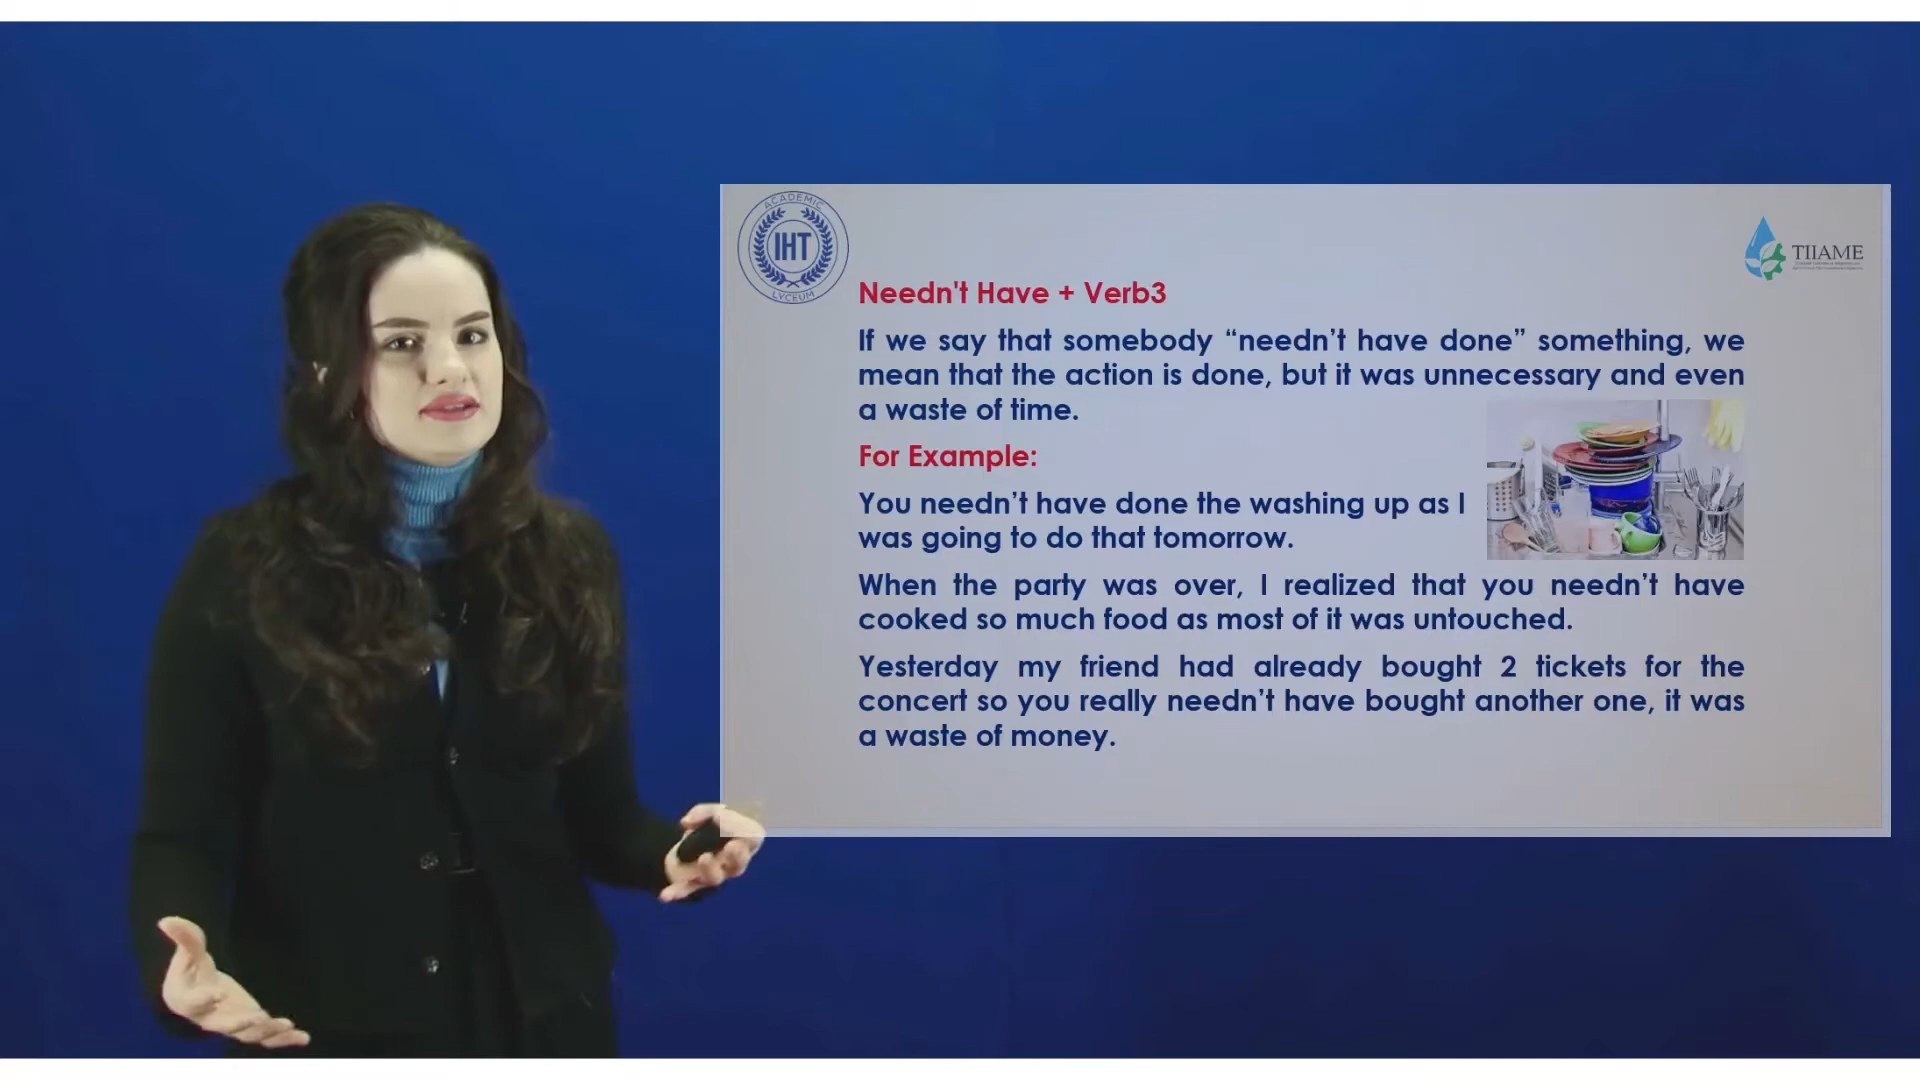 ACADEMIC
IHT
LYCEUM
TIIAME
Needn't Have + Verb3
If we say that somebody “needn’t have done” something, we
mean that the action is done, but it was unnecessary and even
a waste of time.
For Example:
You needn’t have done the washing up as I
was going to do that tomorrow.
When the party was over, I realized that you needn’t have
cooked so much food as most of it was untouched.
Yesterday my friend had already bought 2 tickets for the
concert so you really needn’t have bought another one, it was
a waste of money.